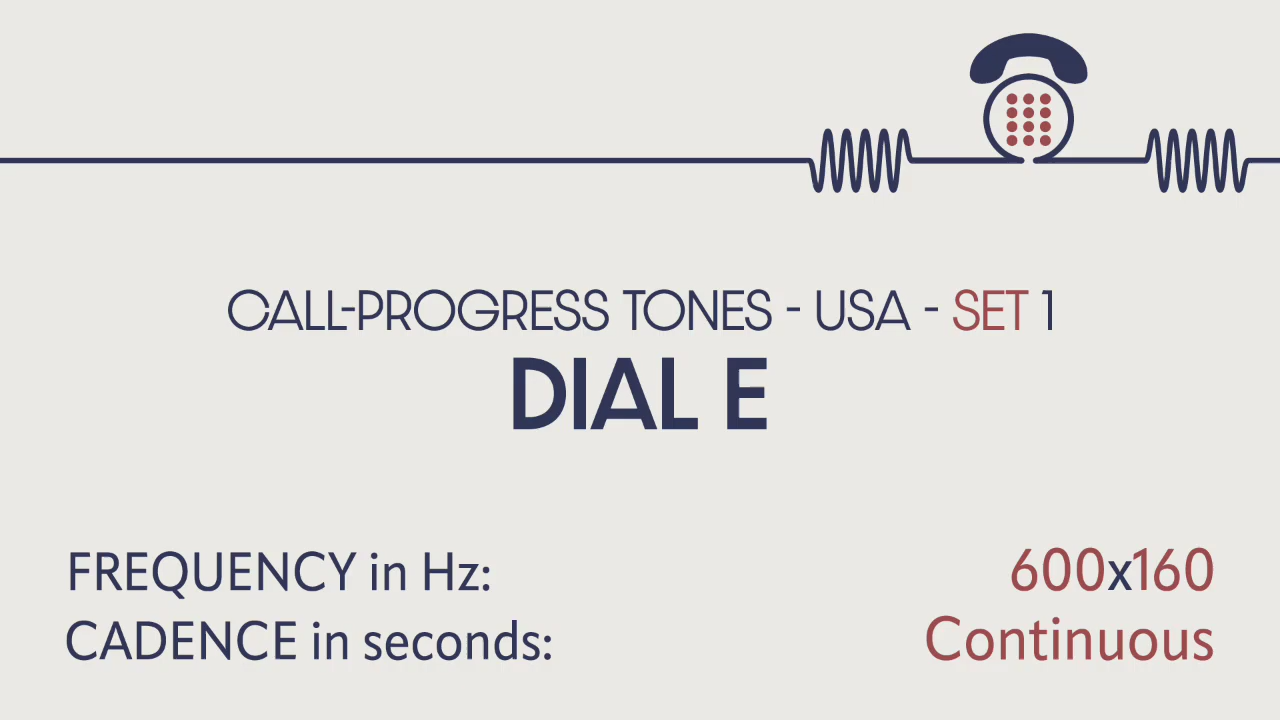 CALL-PROGRESS TONES - USA - SET 1
DIAL E
FREQUENCY in Hz: 600x160
CADENCE in seconds: Continuous